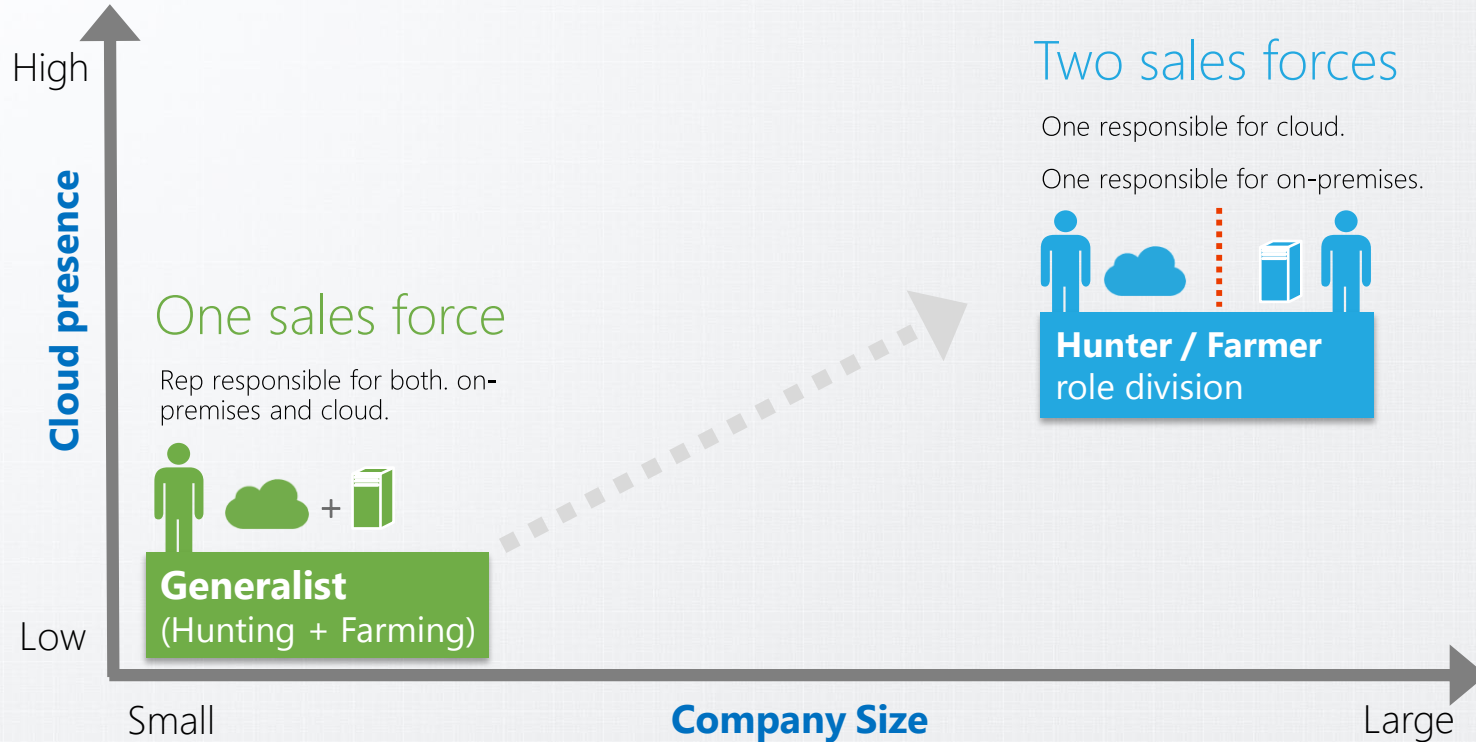 High
Cloud presence
Low
One sales force
Rep responsible for both. on-
premises and cloud.
+
Generalist
(Hunting + Farming)
Two sales forces
One responsible for cloud.
One responsible for on-premises.
Hunter / Farmer
role division
Small
Company Size
Large